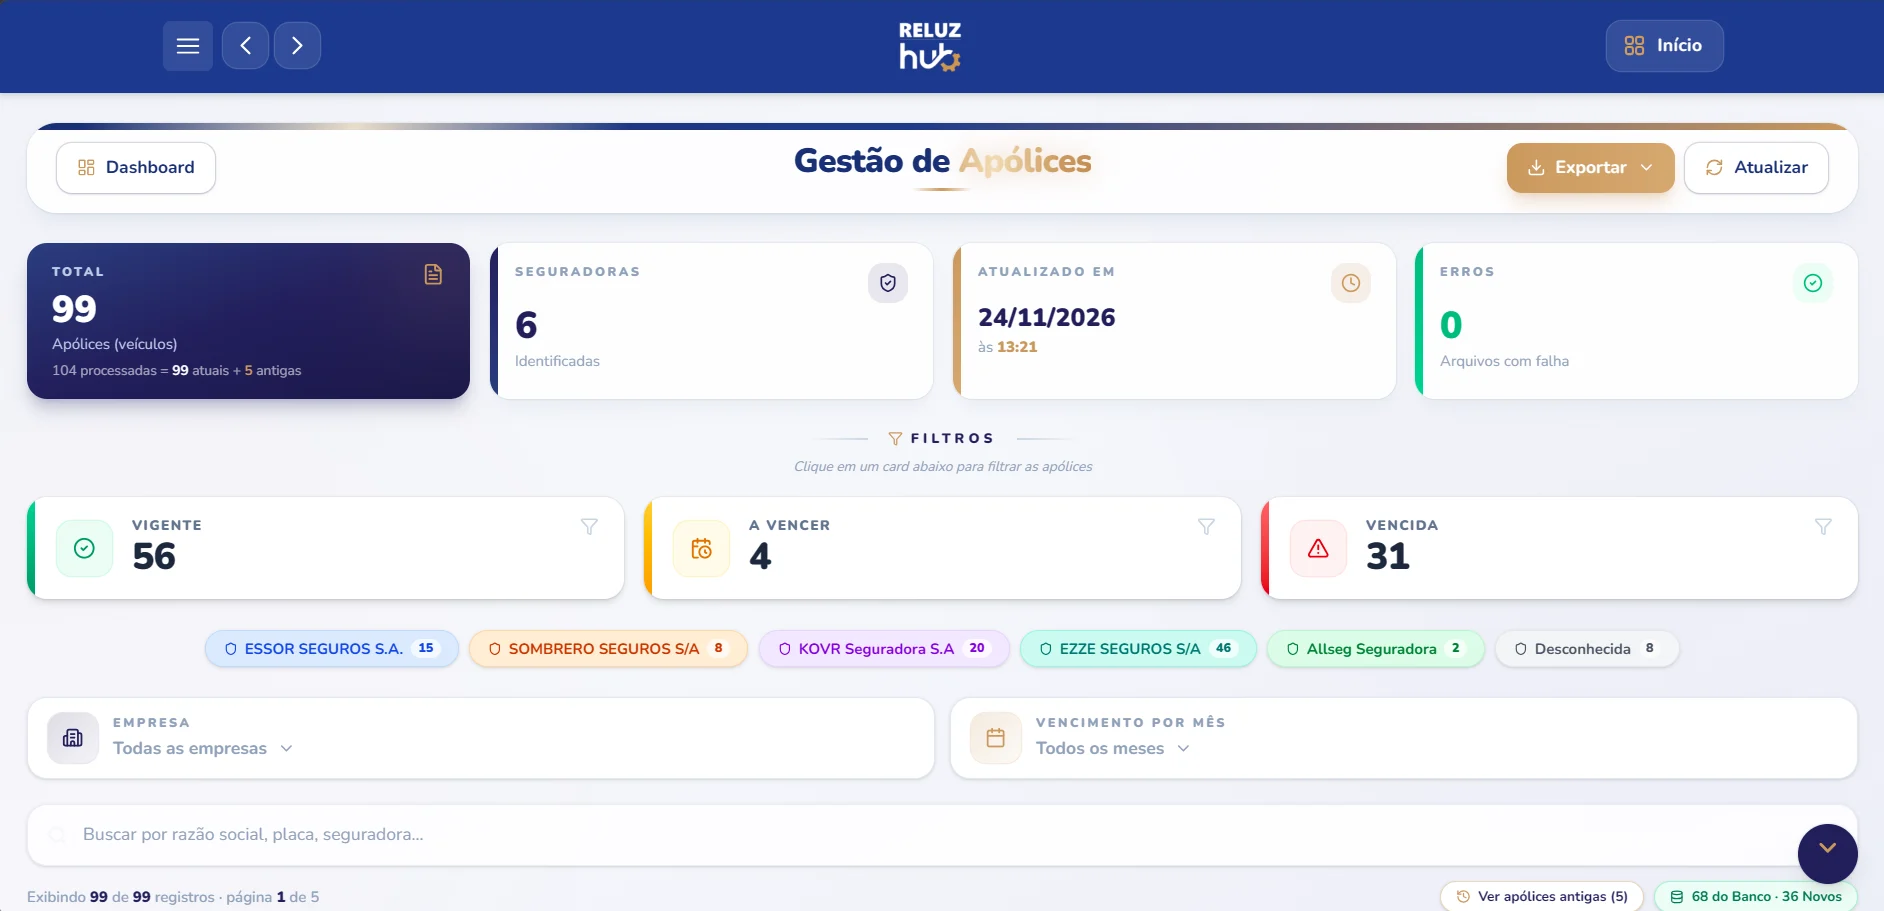 RELUZ
hub
Início
Dashboard
Gestão de Apólices
Exportar
Atualizar
TOTAL
99
Apólices (veículos)
104 processadas = 99 atuais + 5 antigas
SEGURADORAS
6
Identificadas
ATUALIZADO EM
24/11/2026
às 13:21
ERROS
0
Arquivos com falha
FILTROS
Clique em um card abaixo para filtrar as apólices
VIGENTE
56
A VENCER
4
VENCIDA
31
ESSOR SEGUROS S.A. 15
SOMBRERO SEGUROS S/A 8
KOVR Seguradora S.A 20
EZZE SEGUROS S/A 46
Allseg Seguradora 2
Desconhecida 8
EMPRESA
Todas as empresas
VENCIMENTO POR MÊS
Todos os meses
Buscar por razão social, placa, seguradora...
Exibindo 99 de 99 registros · página 1 de 5
Ver apólices antigas (5)
68 do Banco · 36 Novos